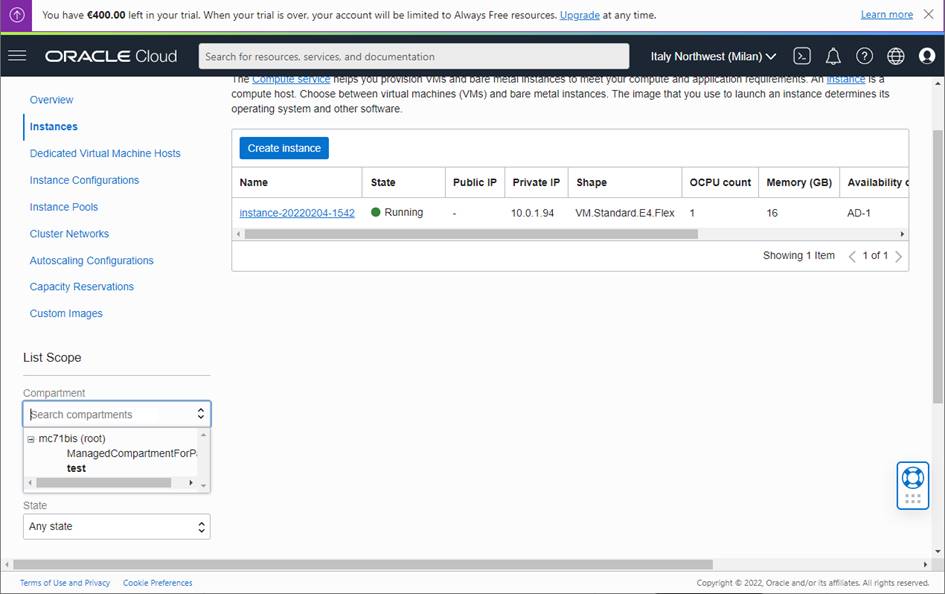 You have €400.00 left in your trial. When your trial is over, your account will be limited to Always Free resources. Upgrade at any time.
Learn more
ORACLE Cloud
Search for resources, services, and documentation
Italy Northwest (Milan)
The Compute service helps you provision VMs and bare metal instances to meet your compute and application requirements. An instance is a
compute host. Choose between virtual machines (VMs) and bare metal instances. The image that you use to launch an instance determines its
operating system and other software.
Overview
Instances
Dedicated Virtual Machine Hosts
Instance Configurations
Instance Pools
Cluster Networks
Autoscaling Configurations
Capacity Reservations
Custom Images
Create instance
Name State Public IP Private IP Shape OCPU count Memory (GB) Availability d
instance-20220204-1542 Running - 10.0.1.94 VM.Standard.E4.Flex 1 16 AD-1
Showing 1 Item < 1 of 1 >
List Scope
Compartment
Search compartments
mc71bis (root)
ManagedCompartmentForPa
test
State
Any state
Terms of Use and Privacy Cookie Preferences
Copyright © 2022, Oracle and/or its affiliates. All rights reserved.